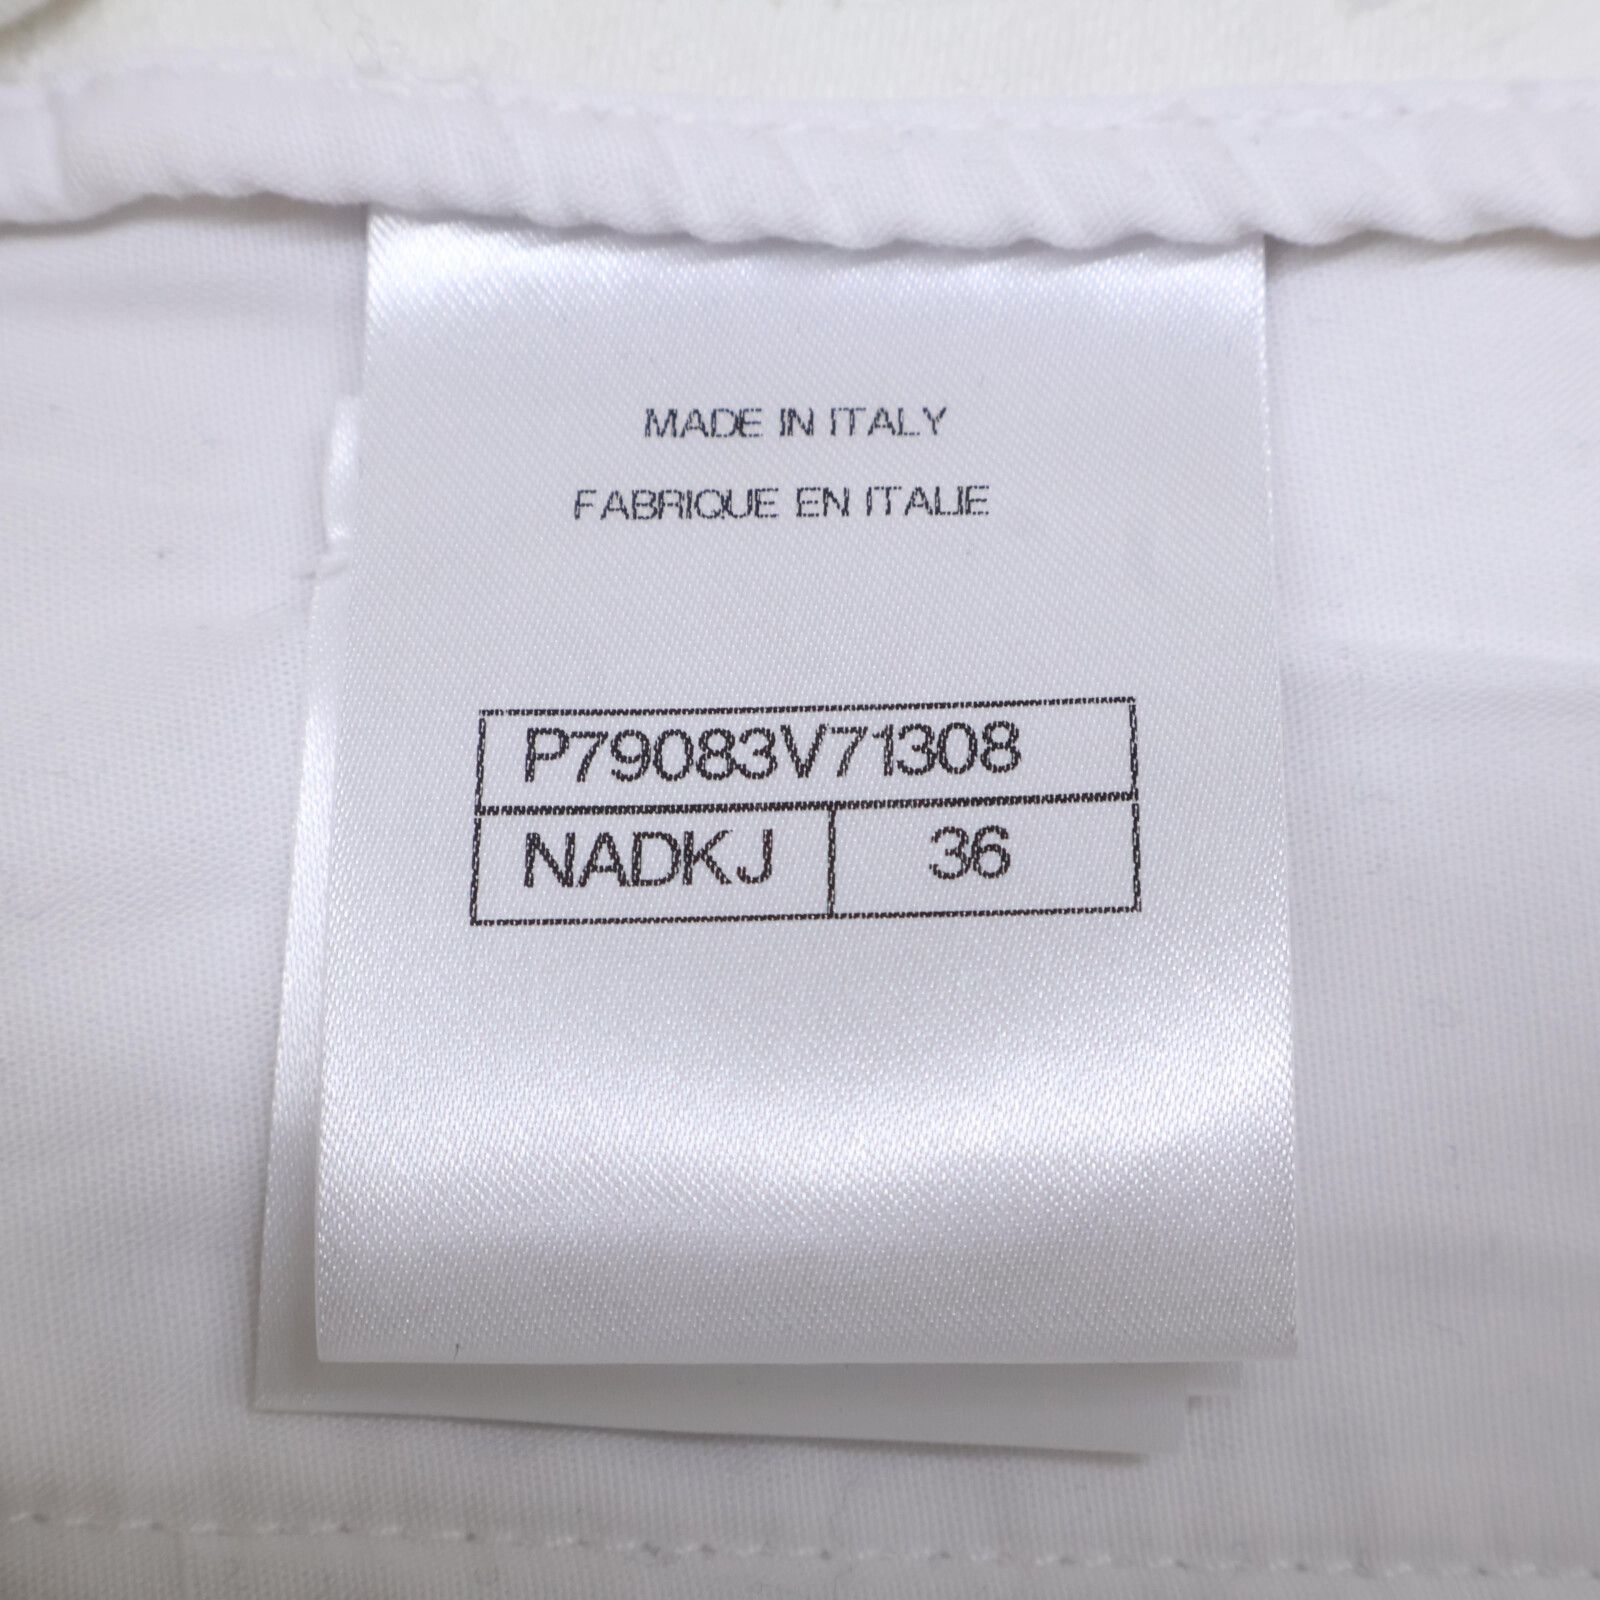 MADE IN ITALY
FABRIQUE EN ITALIE
P79083V71308
NADKJ 36